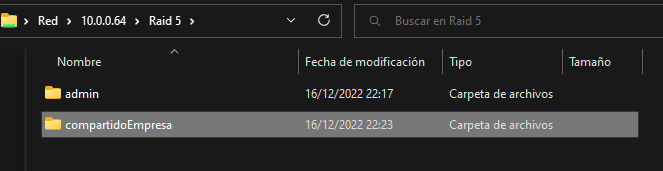 Red > 10.0.0.64 > Raid 5 >
Buscar en Raid 5
Nombre Fecha de modificación Tipo Tamaño
admin 16/12/2022 22:17 Carpeta de archivos
compartidoEmpresa 16/12/2022 22:23 Carpeta de archivos